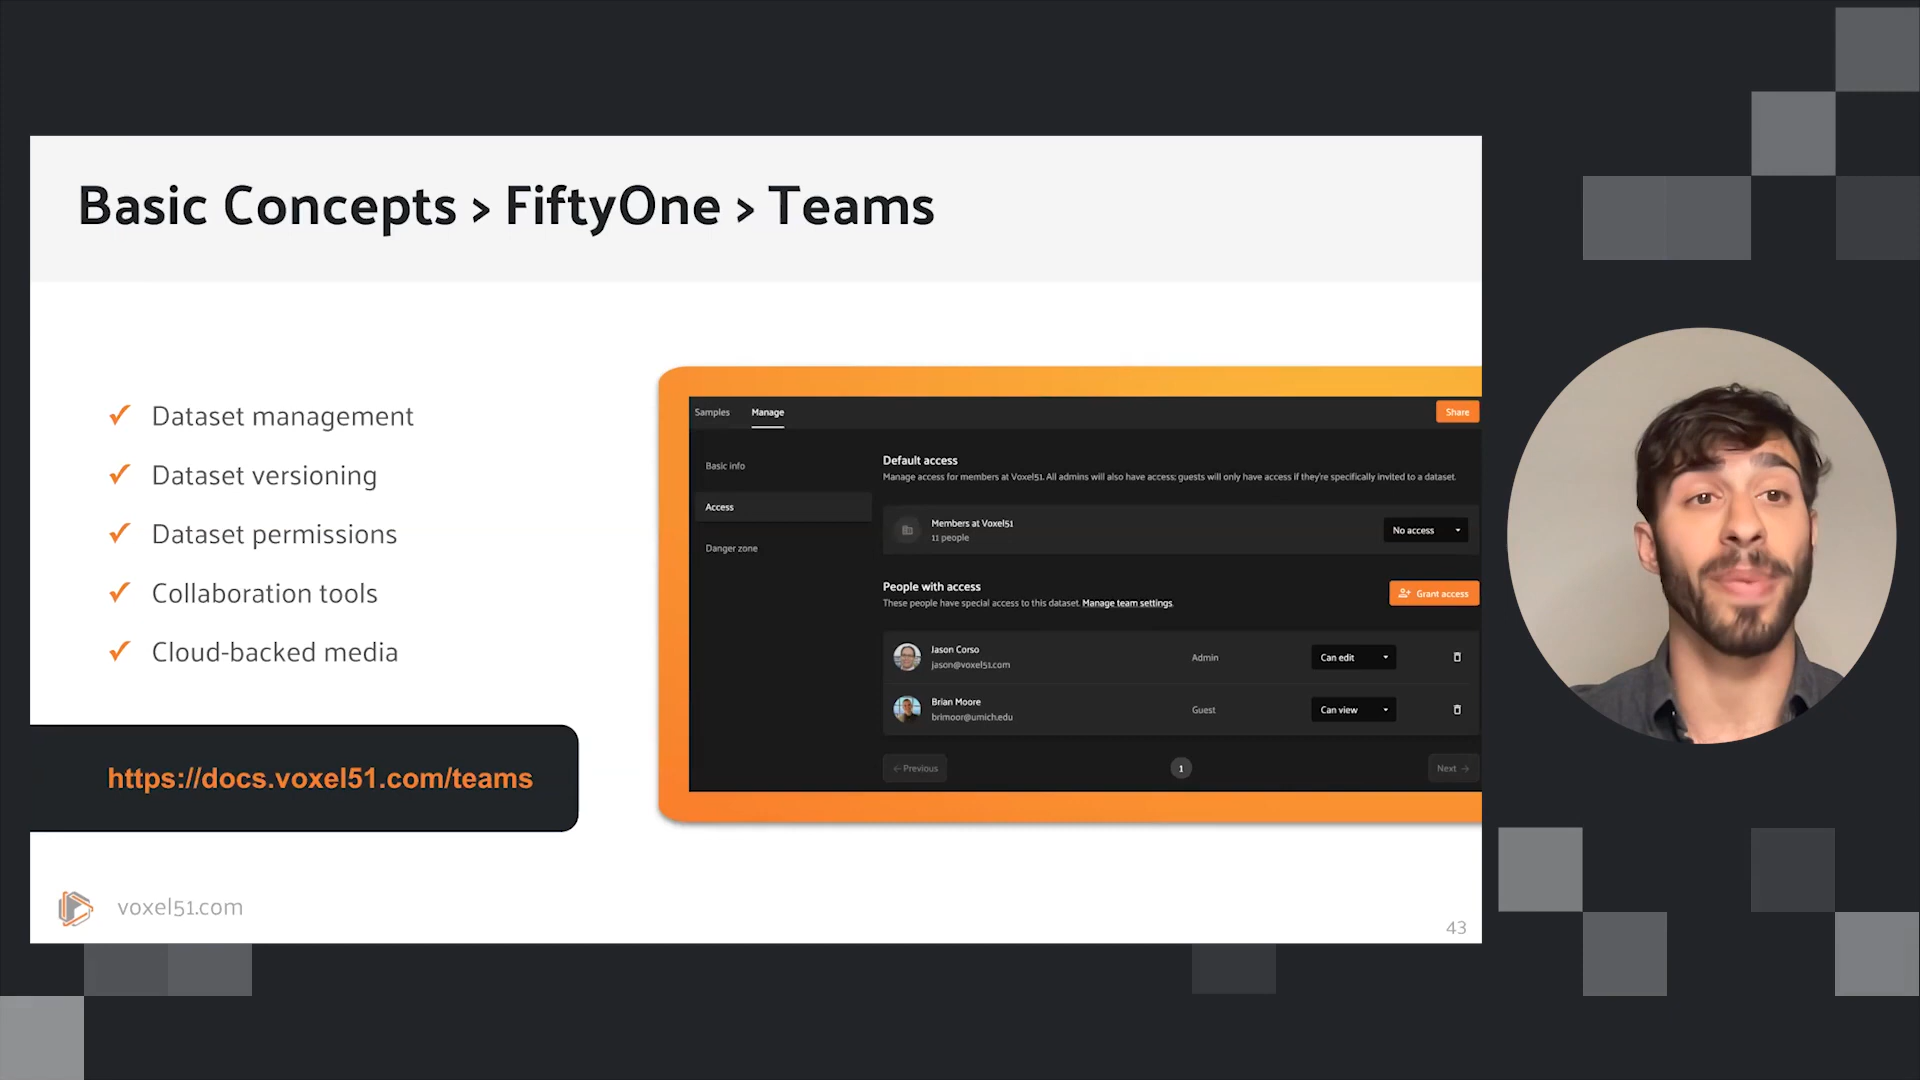 Basic Concepts > FiftyOne > Teams
✓ Dataset management
✓ Dataset versioning
✓ Dataset permissions
✓ Collaboration tools
✓ Cloud-backed media
https://docs.voxel51.com/teams
Samples Manage Share
Basic info
Access
Danger zone
Default access
Manage access for members at Voxel51. All admins will also have access; guests will only have access if they're specifically invited to a dataset.
Members at Voxel51
11 people
No access
People with access
These people have special access to this dataset. Manage team settings.
Grant access
Jason Corso
jason@voxel51.com
Admin Can edit
Brian Moore
brimoor@umich.edu
Guest Can view
← Previous 1 Next →
voxel51.com
43